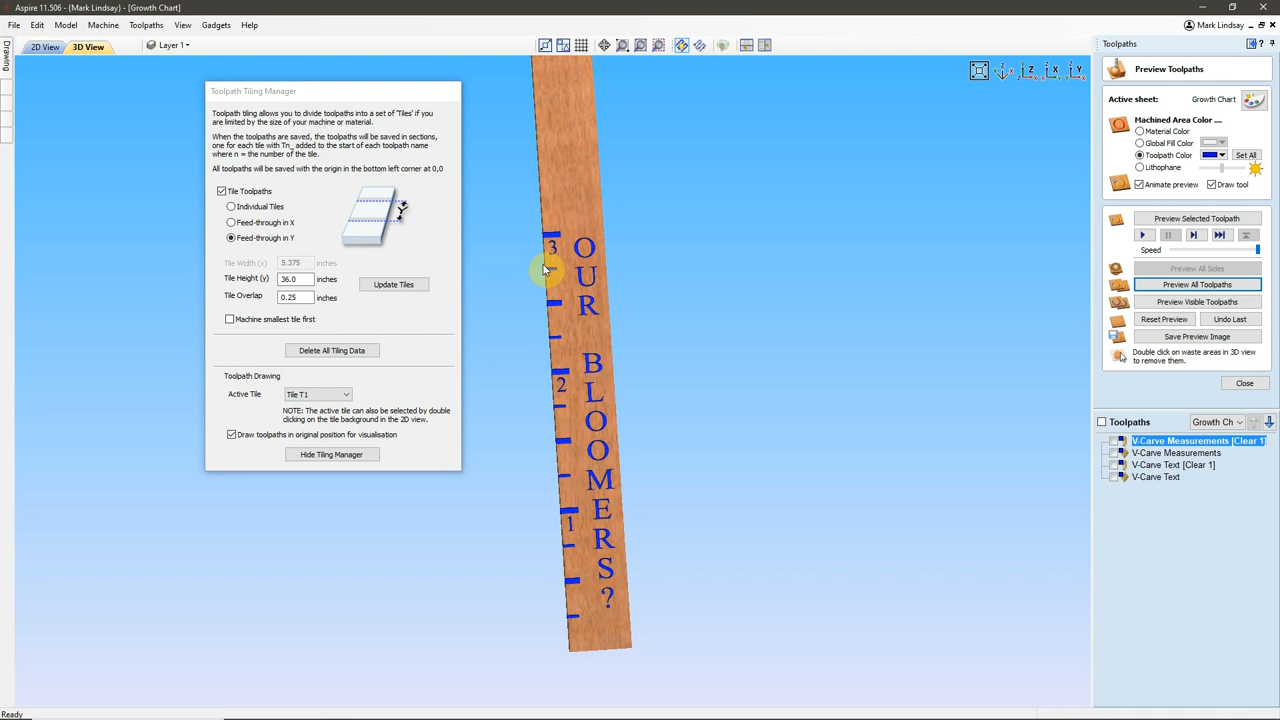 Aspire 11.506 - [Mark Lindsay] - [Growth Chart]
File Edit Model Machine Toolpaths View Gadgets Help
Mark Lindsay
2D View 3D View Layer 1
Drawing
Toolpath Tiling Manager
Toolpath tiling allows you to divide toolpaths into a set of 'Tiles' if you
are limited by the size of your machine or material.
When the toolpaths are saved, the toolpaths will be saved in sections,
one for each tile with Tn_ added to the start of each toolpath name
where n = the number of the tile.
All toolpaths will be saved with the origin in the bottom left corner at 0,0
Tile Toolpaths
Individual Tiles
Feed-through in X
Feed-through in Y
Y
Tile Width (x) 5.375 inches
Tile Height (y) 36.0 inches
Update Tiles
Tile Overlap 0.25 inches
Machine smallest tile first
Delete All Tiling Data
Toolpath Drawing
Active Tile Tile T1
NOTE: The active tile can also be selected by double
clicking on the tile background in the 2D view.
Draw toolpaths in original position for visualisation
Hide Tiling Manager
3
2
1
OUR
BLOOMERS?
Z X Y
Toolpaths
Preview Toolpaths
Active sheet: Growth Chart
Machined Area Color ....
Material Color
Global Fill Color
Toolpath Color Set All
Lithophane
Animate preview Draw tool
Preview Selected Toolpath
Speed
Preview All Sides
Preview All Toolpaths
Preview Visible Toolpaths
Reset Preview Undo Last
Save Preview Image
Double click on waste areas in 3D view
to remove them.
Close
Toolpaths Growth Ch
V-Carve Measurements [Clear 1]
V-Carve Measurements
V-Carve Text [Clear 1]
V-Carve Text
Ready